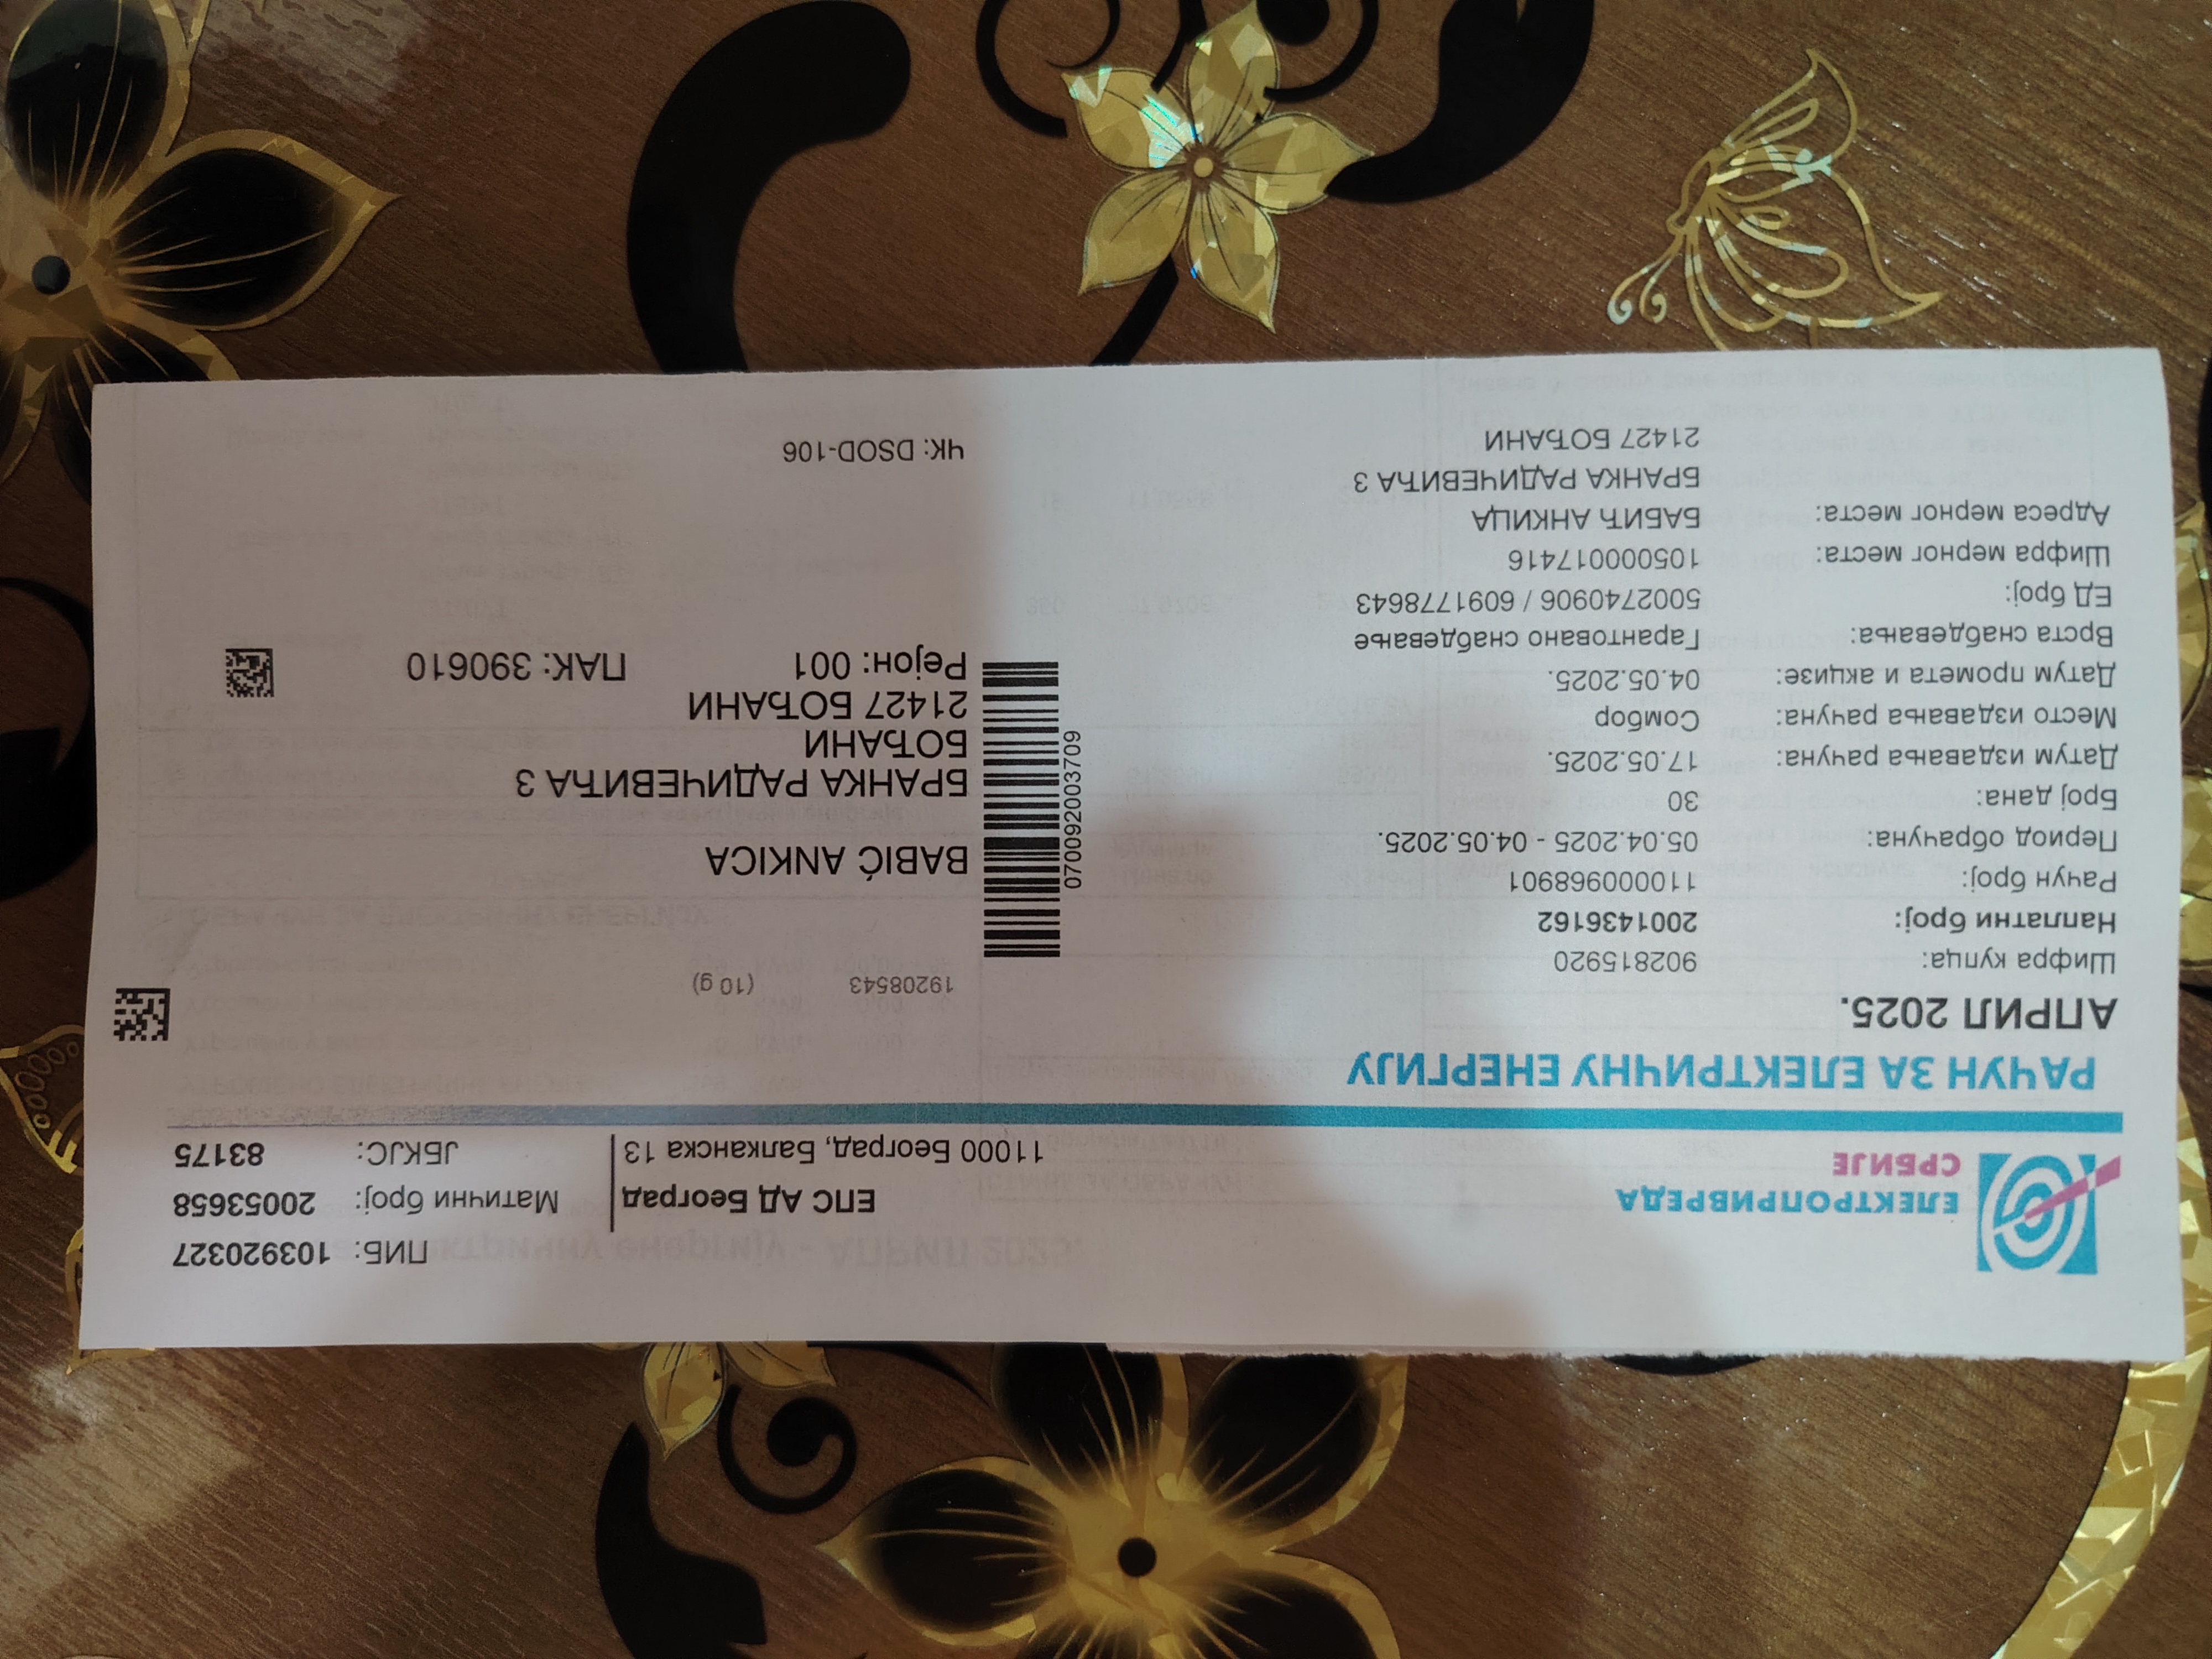 ЕЛЕКТРОПРИВРЕДА
СРБИЈЕ
ЕПС АД Београд
11000 Београд, Балканска 13
ПИБ: 103920327
Матични број: 20053658
ЈБКЈС: 83175
РАЧУН ЗА ЕЛЕКТРИЧНУ ЕНЕРГИЈУ
АПРИЛ 2025.
Шифра купца: 902815920
Наплатни број: 2001436162
Рачун број: 110000968901
Период обрачуна: 05.04.2025 - 04.05.2025.
Број дана: 30
Датум издавања рачуна: 17.05.2025.
Место издавања рачуна: Сомбор
Датум промета и акцизе: 04.05.2025.
Врста снабдевања: Гарантовано снабдевање
ЕД број: 5002740906 / 6091778643
Шифра мерног места: 10500017416
Адреса мерног места: БАБИЋ АНКИЦА
БРАНКА РАДИЧЕВИЋА 3
21427 БОЂАНИ
19208543 (10 g)
070092003709
BABIĆ ANKICA
БРАНКА РАДИЧЕВИЋА 3
БОЂАНИ
21427 БОЂАНИ
Рејон: 001 ПАК: 390610
ЧК: DSOD-106